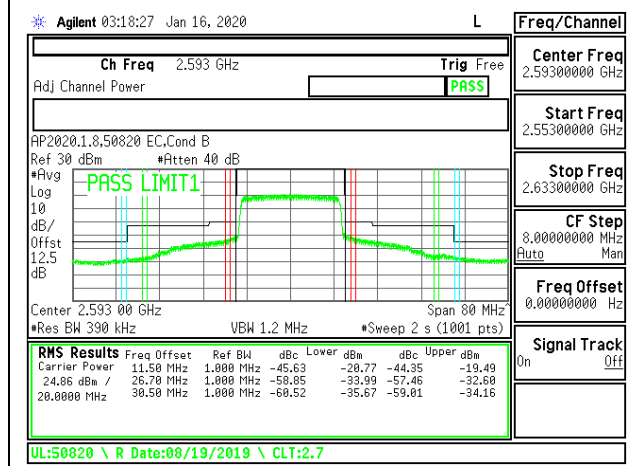 Agilent 03:18:27 Jan 16, 2020 L
Freq/Channel
Ch Freq 2.593 GHz Trig Free
Adj Channel Power PASS
AP2020.1.8,50820 EC,Cond B
Ref 30 dBm #Atten 40 dB
#Avg
Log
10
dB/
Offst
12.5
dB
PASS LIMIT1
Center 2.593 00 GHz Span 80 MHz^
#Res BW 390 kHz VBW 1.2 MHz #Sweep 2 s (1001 pts)
RMS Results Freq Offset Ref BW dBc Lower dBm dBc Upper dBm
Carrier Power 11.50 MHz 1.000 MHz -45.63 -20.77 -44.35 -19.49
24.86 dBm / 26.70 MHz 1.000 MHz -58.85 -33.99 -57.46 -32.60
20.0000 MHz 30.50 MHz 1.000 MHz -60.52 -35.67 -59.01 -34.16
UL:50820 \ R Date:08/19/2019 \ CLT:2.7
Center Freq
2.59300000 GHz
Start Freq
2.55300000 GHz
Stop Freq
2.63300000 GHz
CF Step
8.00000000 MHz
Auto Man
Freq Offset
0.00000000 Hz
Signal Track
On Off